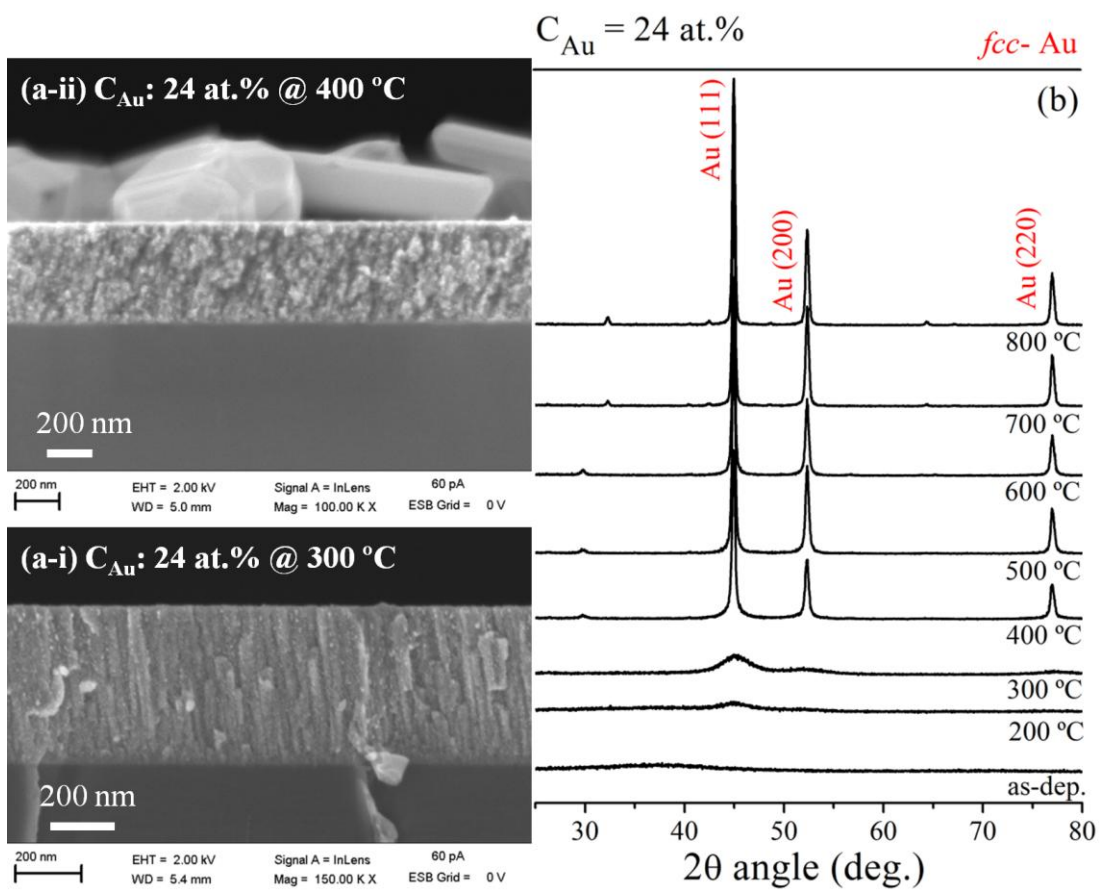 (a-ii) C_Au: 24 at.% @ 400 ºC
200 nm
200 nm
EHT = 2.00 kV Signal A = InLens 60 pA
WD = 5.0 mm Mag = 100.00 K X ESB Grid = 0 V
(a-i) C_Au: 24 at.% @ 300 ºC
200 nm
200 nm
EHT = 2.00 kV Signal A = InLens 60 pA
WD = 5.4 mm Mag = 150.00 K X ESB Grid = 0 V
C_Au = 24 at.% fcc- Au
(b)
Au (111)
Au (200)
Au (220)
800 ºC
700 ºC
600 ºC
500 ºC
400 ºC
300 ºC
200 ºC
as-dep.
30 40 50 60 70 80
2θ angle (deg.)